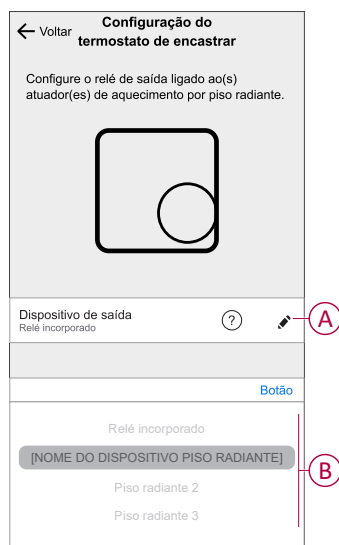 Voltar
Configuração do
termostato de encastrar
Configure o relé de saída ligado ao(s)
atuador(es) de aquecimento por piso radiante.
Dispositivo de saída
Relé incorporado
?
A
Botão
Relé incorporado
[NOME DO DISPOSITIVO PISO RADIANTE]
Piso radiante 2
Piso radiante 3
B